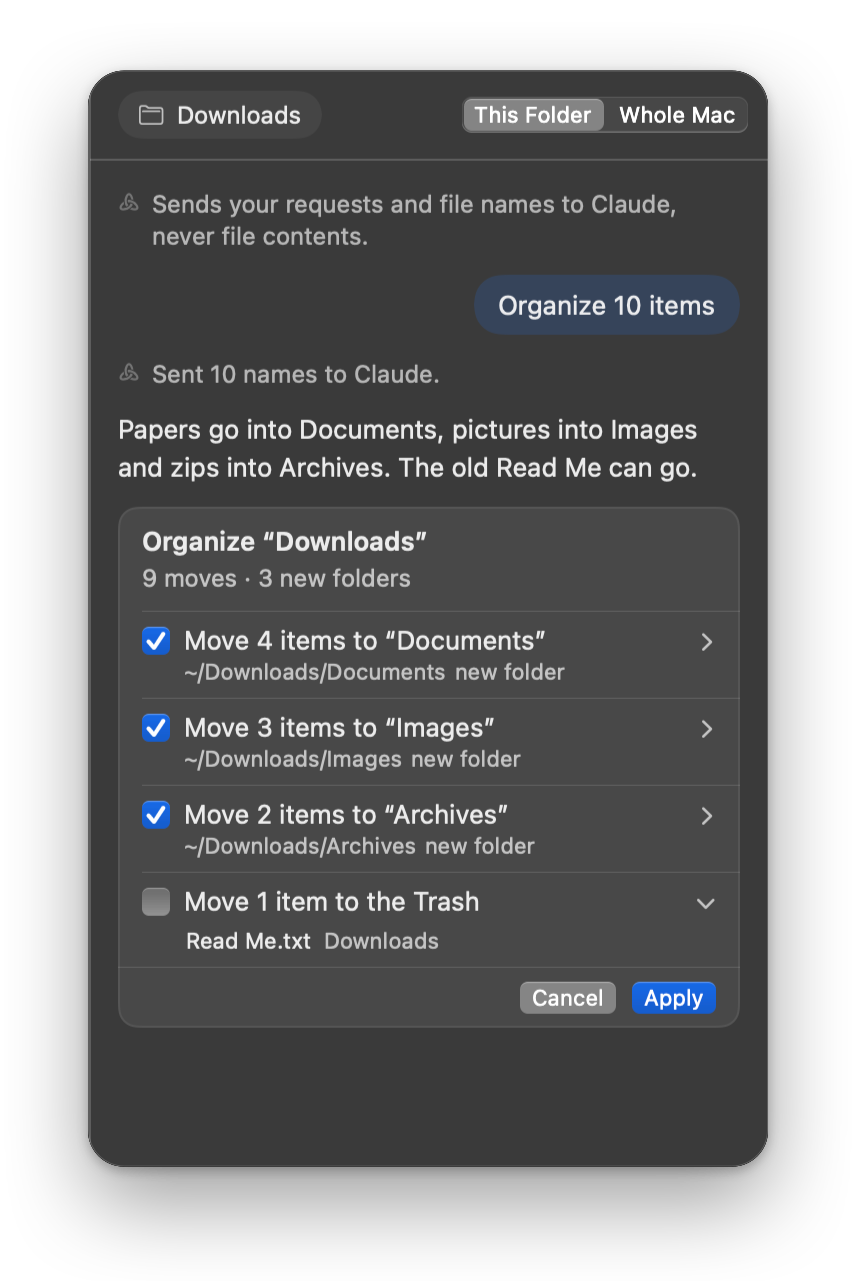 Downloads
This Folder
Whole Mac
Sends your requests and file names to Claude,
never file contents.
Organize 10 items
Sent 10 names to Claude.
Papers go into Documents, pictures into Images
and zips into Archives. The old Read Me can go.
Organize “Downloads”
9 moves · 3 new folders
Move 4 items to “Documents”
~/Downloads/Documents new folder
Move 3 items to “Images”
~/Downloads/Images new folder
Move 2 items to “Archives”
~/Downloads/Archives new folder
Move 1 item to the Trash
Read Me.txt Downloads
Cancel
Apply